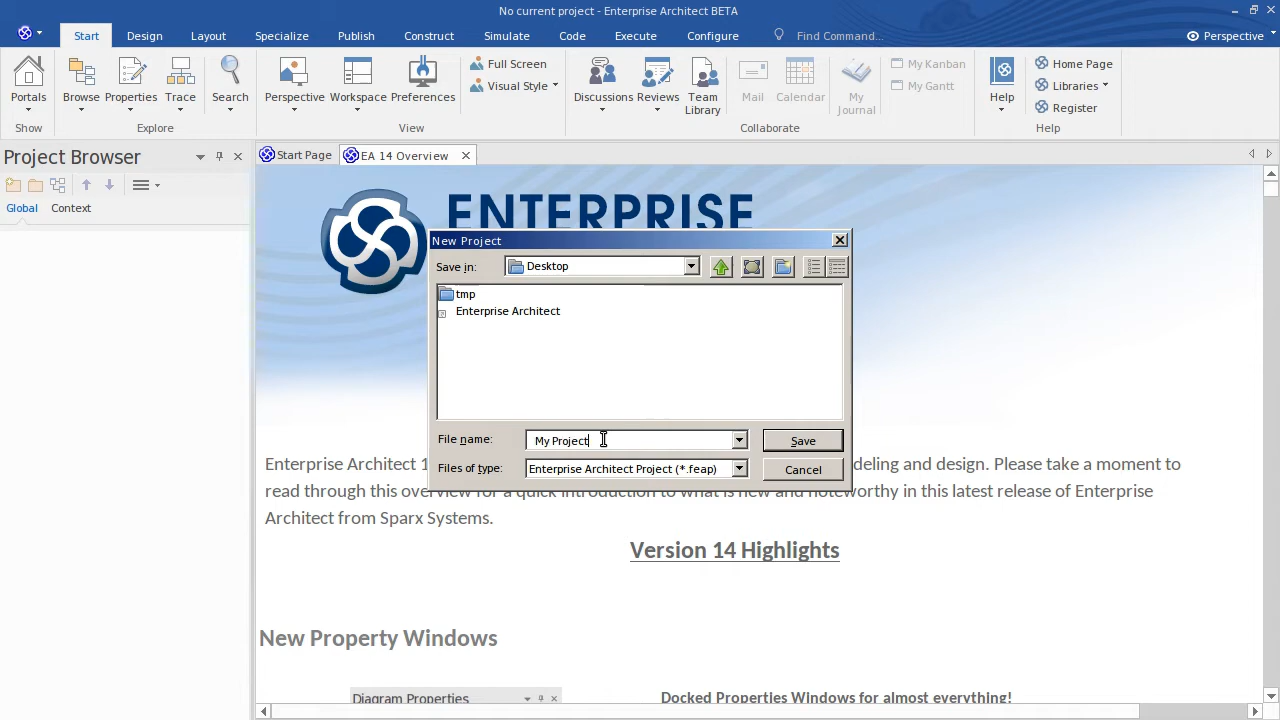 No current project - Enterprise Architect BETA
Start Design Layout Specialize Publish Construct Simulate Code Execute Configure Find Command... Perspective
Portals Browse Properties Trace Search Perspective Workspace Preferences Full Screen Visual Style Discussions Reviews Team Library Mail Calendar My Journal My Kanban My Gantt Help Home Page Libraries Register
Show Explore View Collaborate Help
Project Browser
Start Page EA 14 Overview
Global Context
ENTERPRISE
New Project
Save in: Desktop
tmp
Enterprise Architect
File name: My Project Save
Files of type: Enterprise Architect Project (*.feap) Cancel
Enterprise Architect 1 deling and design. Please take a moment to
read through this overview for a quick introduction to what is new and noteworthy in this latest release of Enterprise
Architect from Sparx Systems.
Version 14 Highlights
New Property Windows
Diagram Properties Docked Properties Windows for almost everything!